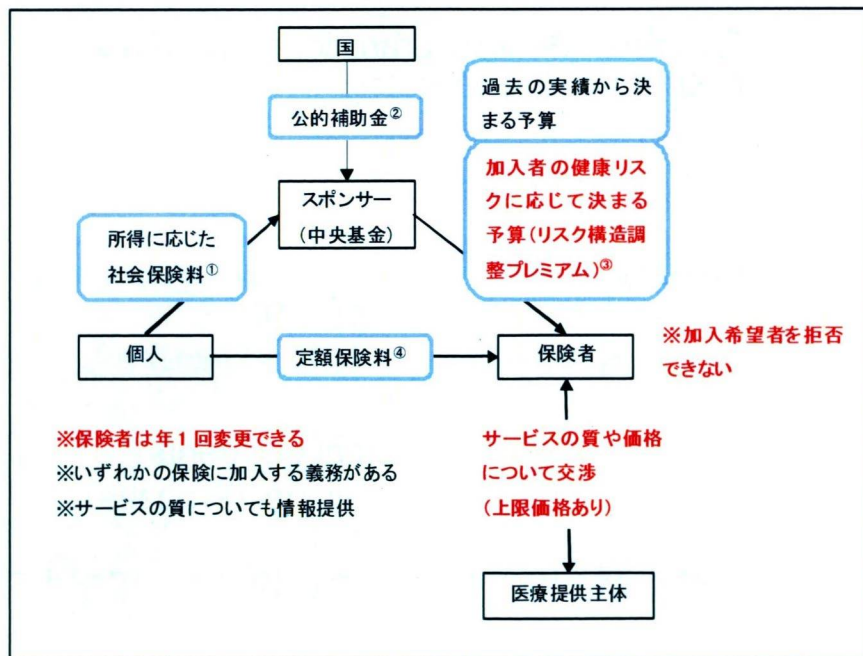 国
公的補助金②
過去の実績から決
まる予算
スポンサー
(中央基金)
加入者の健康リス
クに応じて決まる
予算(リスク構造調
整プレミアム)③
所得に応じた
社会保険料①
個人
定額保険料④
保険者
※加入希望者を拒否
できない
※保険者は年1回変更できる
※いずれかの保険に加入する義務がある
※サービスの質についても情報提供
サービスの質や価格
について交渉
(上限価格あり)
医療提供主体